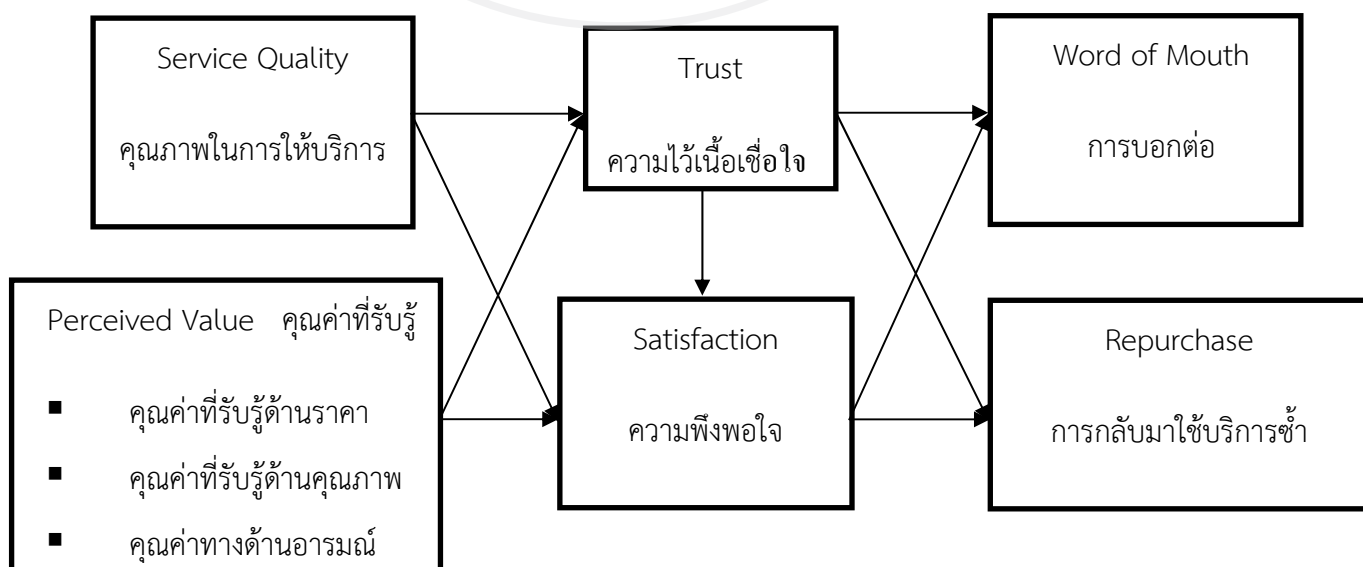 Service Quality
คุณภาพในการให้บริการ
Trust
ความไว้เนื้อเชื่อใจ
Word of Mouth
การบอกต่อ
Perceived Value คุณค่าที่รับรู้
▪ คุณค่าที่รับรู้ด้านราคา
▪ คุณค่าที่รับรู้ด้านคุณภาพ
▪ คุณค่าทางด้านอารมณ์
Satisfaction
ความพึงพอใจ
Repurchase
การกลับมาใช้บริการซ้ำ